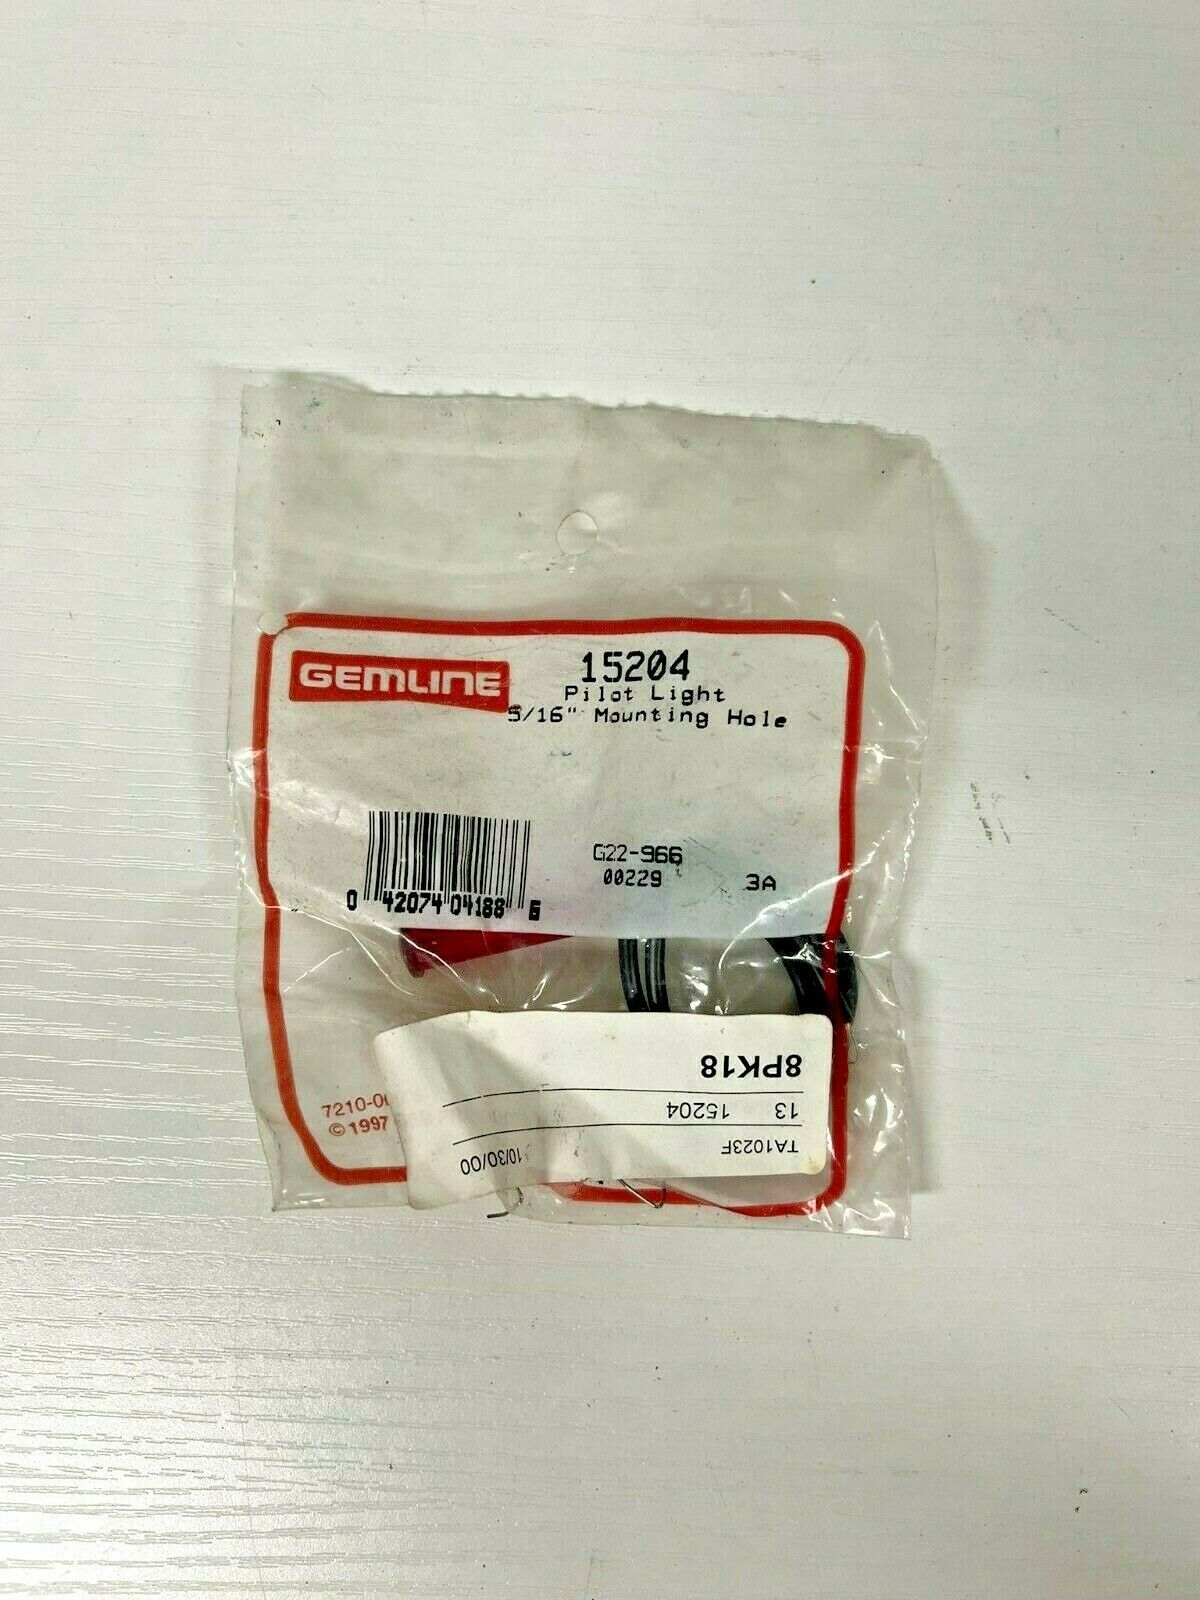 GEMLINE
15204
Pilot Light
5/16" Mounting Hole
G22-966
00229 3A
0 42074 04188 6
8PK18
13 15204
TA1023F 10/30/00
7210-0
© 1997